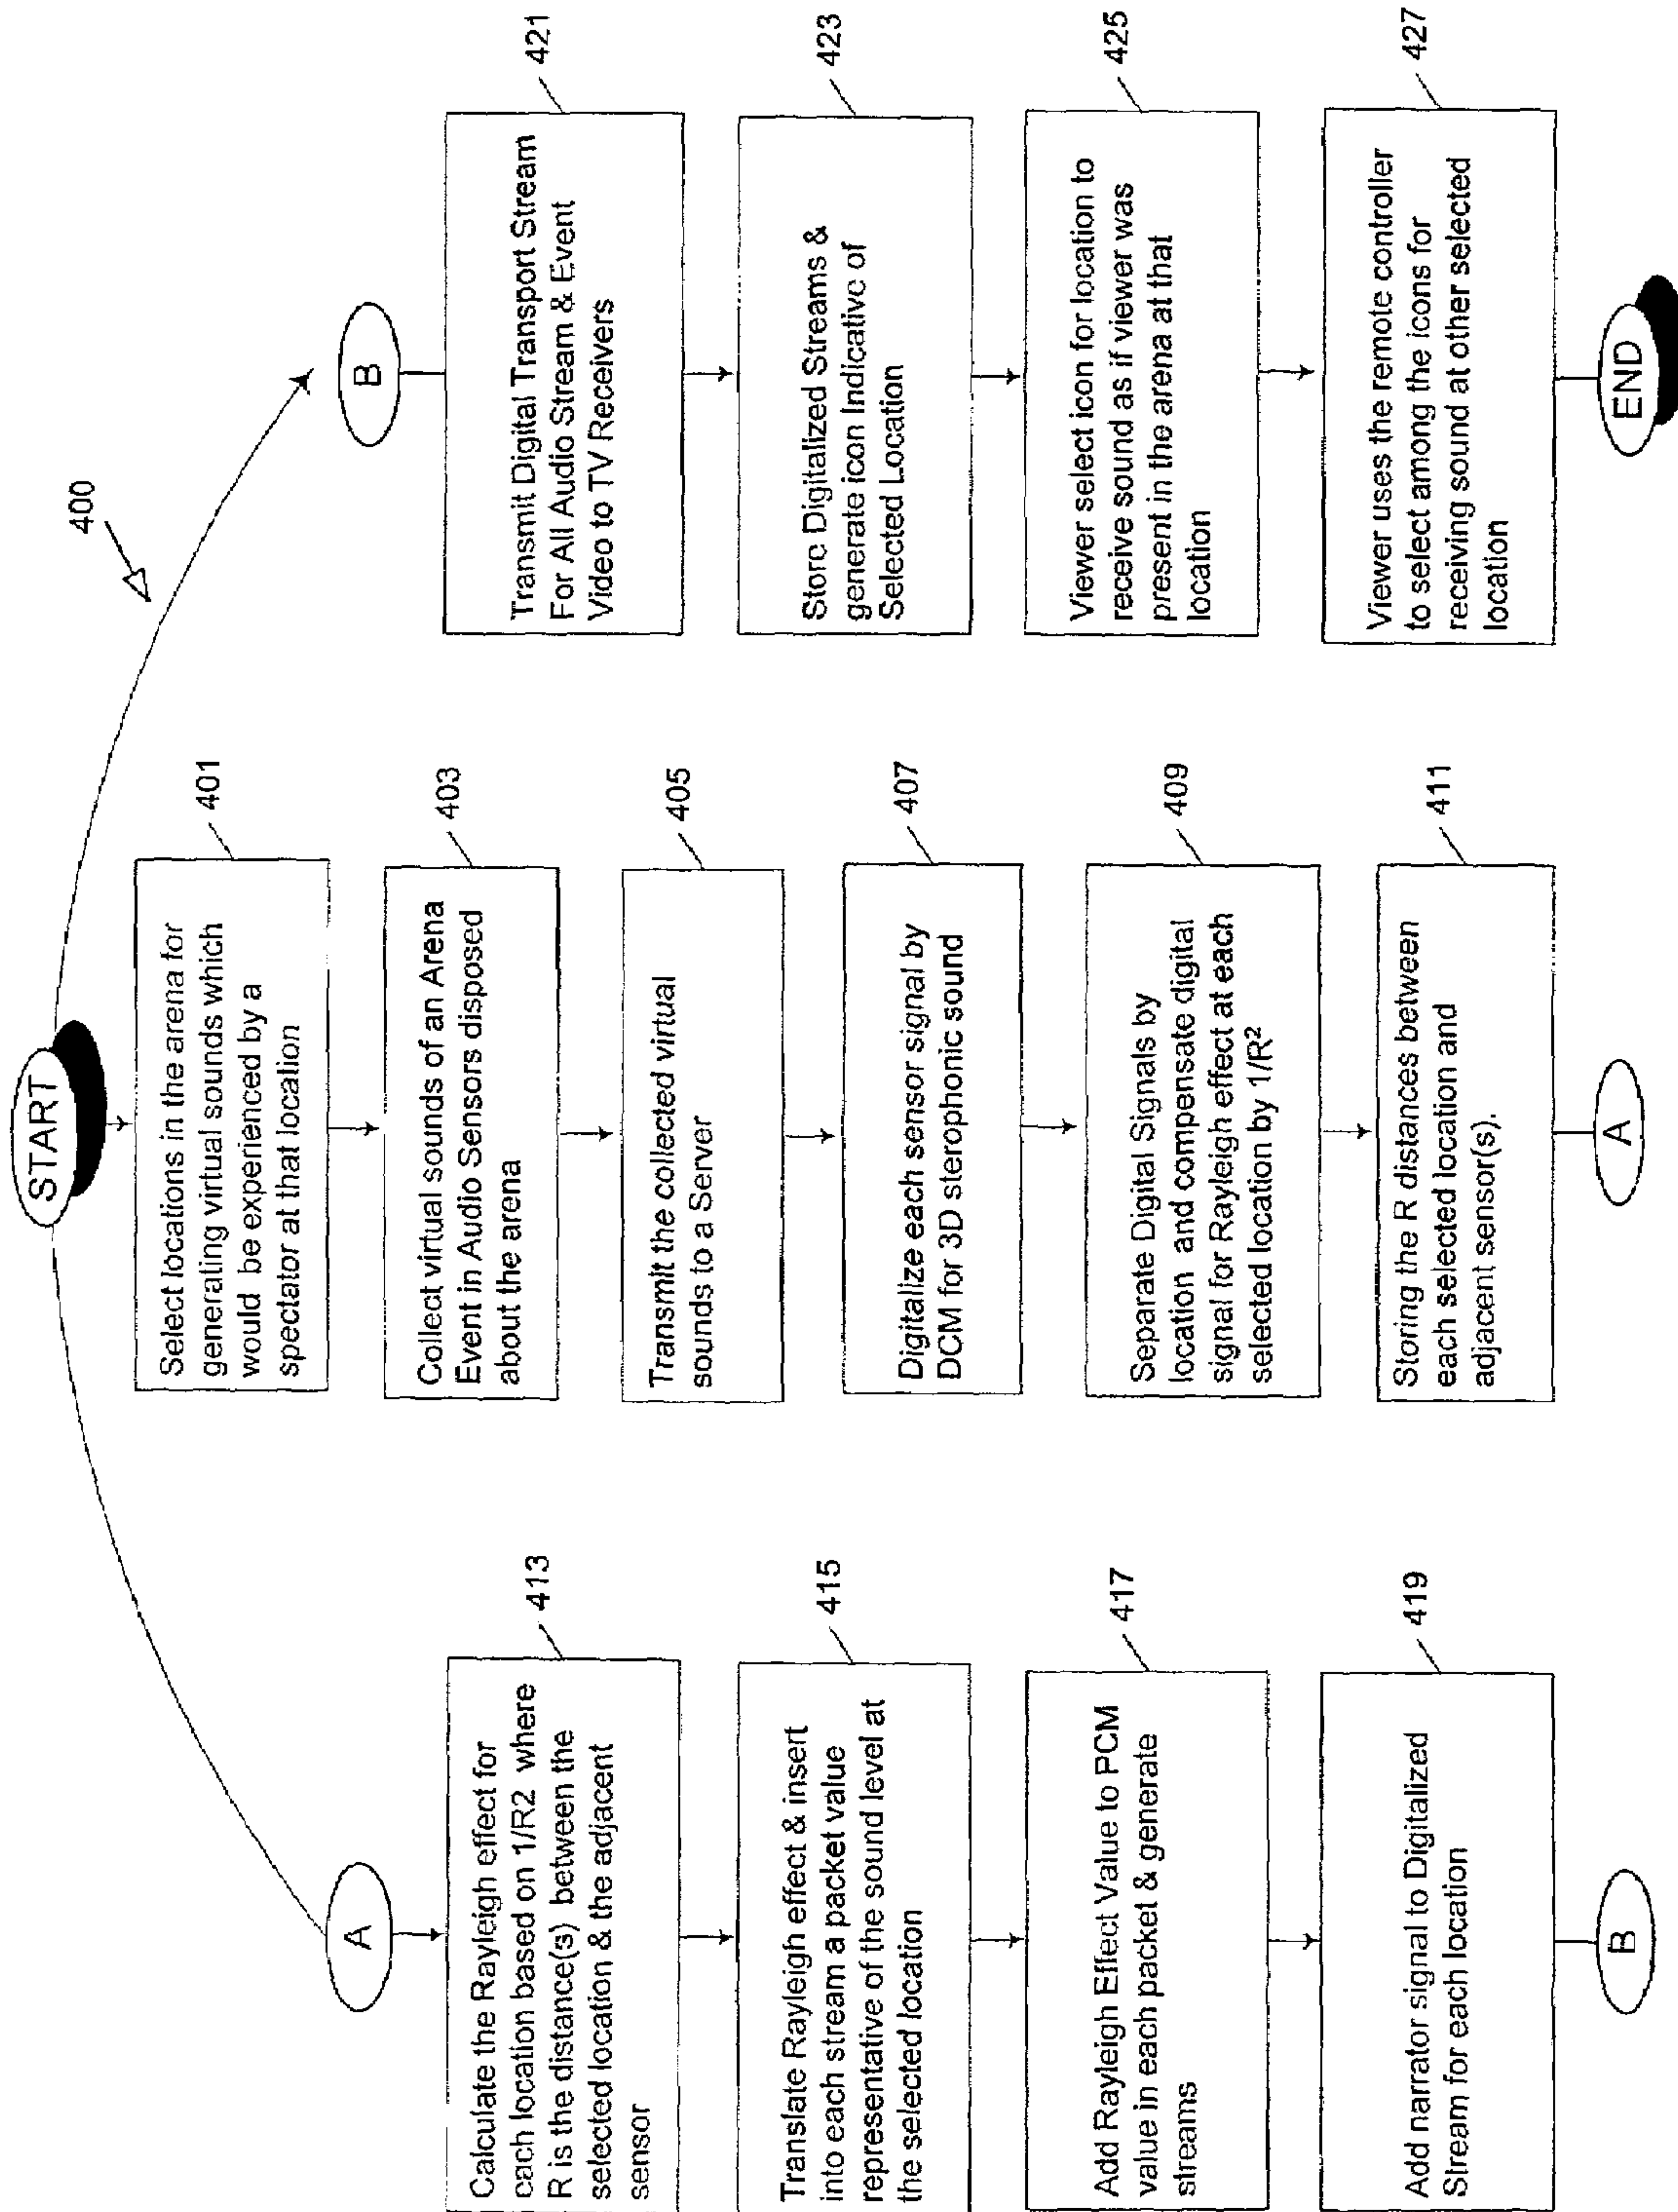 400
START
Select locations in the arena for
generating virtual sounds which
would be experienced by a
spectator at that location
401
Collect virtual sounds of an Arena
Event in Audio Sensors disposed
about the arena
403
Transmit the collected virtual
sounds to a Server
405
Digitalize each sensor signal by
DCM for 3D sterophonic sound
407
Separate Digital Signals by
location and compensate digital
signal for Rayleigh effect at each
selected location by 1/R²
409
Storing the R distances between
each selected location and
adjacent sensor(s).
411
A
A
Calculate the Rayleigh effect for
each location based on 1/R2 where
R is the distance(s) between the
selected location & the adjacent
sensor
413
Translate Rayleigh effect & insert
into each stream a packet value
representative of the sound level at
the selected location
415
Add Rayleigh Effect Value to PCM
value in each packet & generate
streams
417
Add narrator signal to Digitalized
Stream for each location
419
B
B
Transmit Digital Transport Stream
For All Audio Stream & Event
Video to TV Receivers
421
Store Digitalized Streams &
generate icon Indicative of
Selected Location
423
Viewer select icon for location to
receive sound as if viewer was
present in the arena at that
location
425
Viewer uses the remote controller
to select among the icons for
receiving sound at other selected
location
427
END